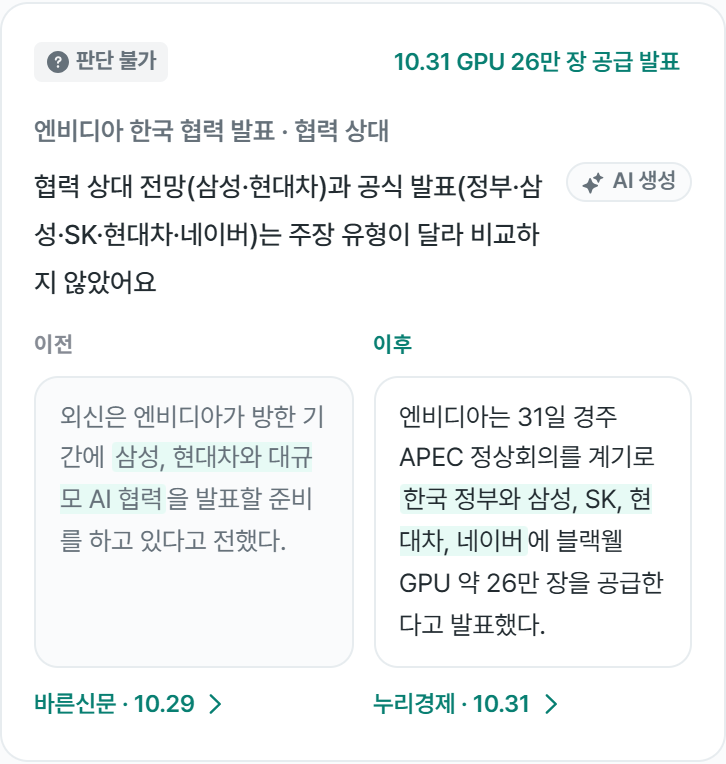 판단 불가
10.31 GPU 26만 장 공급 발표
엔비디아 한국 협력 발표 · 협력 상대
협력 상대 전망(삼성·현대차)과 공식 발표(정부·삼
성·SK·현대차·네이버)는 주장 유형이 달라 비교하
지 않았어요
AI 생성
이전
외신은 엔비디아가 방한 기
간에 삼성, 현대차와 대규
모 AI 협력을 발표할 준비
를 하고 있다고 전했다.
바른신문 · 10.29
이후
엔비디아는 31일 경주
APEC 정상회의를 계기로
한국 정부와 삼성, SK, 현
대차, 네이버에 블랙웰
GPU 약 26만 장을 공급한
다고 발표했다.
누리경제 · 10.31